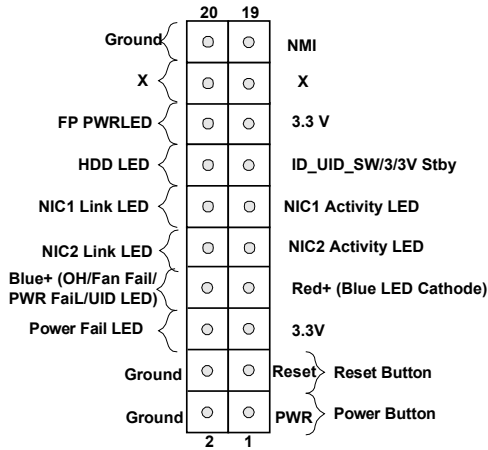 20 19
Ground NMI
X X
FP PWRLED 3.3 V
HDD LED ID_UID_SW/3/3V Stby
NIC1 Link LED NIC1 Activity LED
NIC2 Link LED NIC2 Activity LED
Blue+ (OH/Fan Fail/
PWR FaiL/UID LED) Red+ (Blue LED Cathode)
Power Fail LED 3.3V
Ground Reset Reset Button
Ground PWR Power Button
2 1